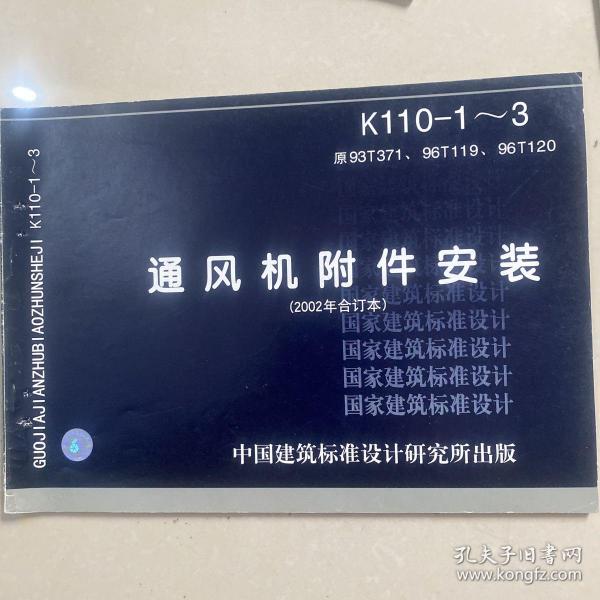 K110-1～3
原93T371、96T119、96T120
国家建筑标准设计
国家建筑标准设计
通风机附件安装
(2002年合订本)
国家建筑标准设计
国家建筑标准设计
国家建筑标准设计
国家建筑标准设计
国家建筑标准设计
中国建筑标准设计研究所出版
GUOJIAJIANZHUBIAOZHUNSHEJI K110-1～3
孔夫子旧书网
www.kongfz.com